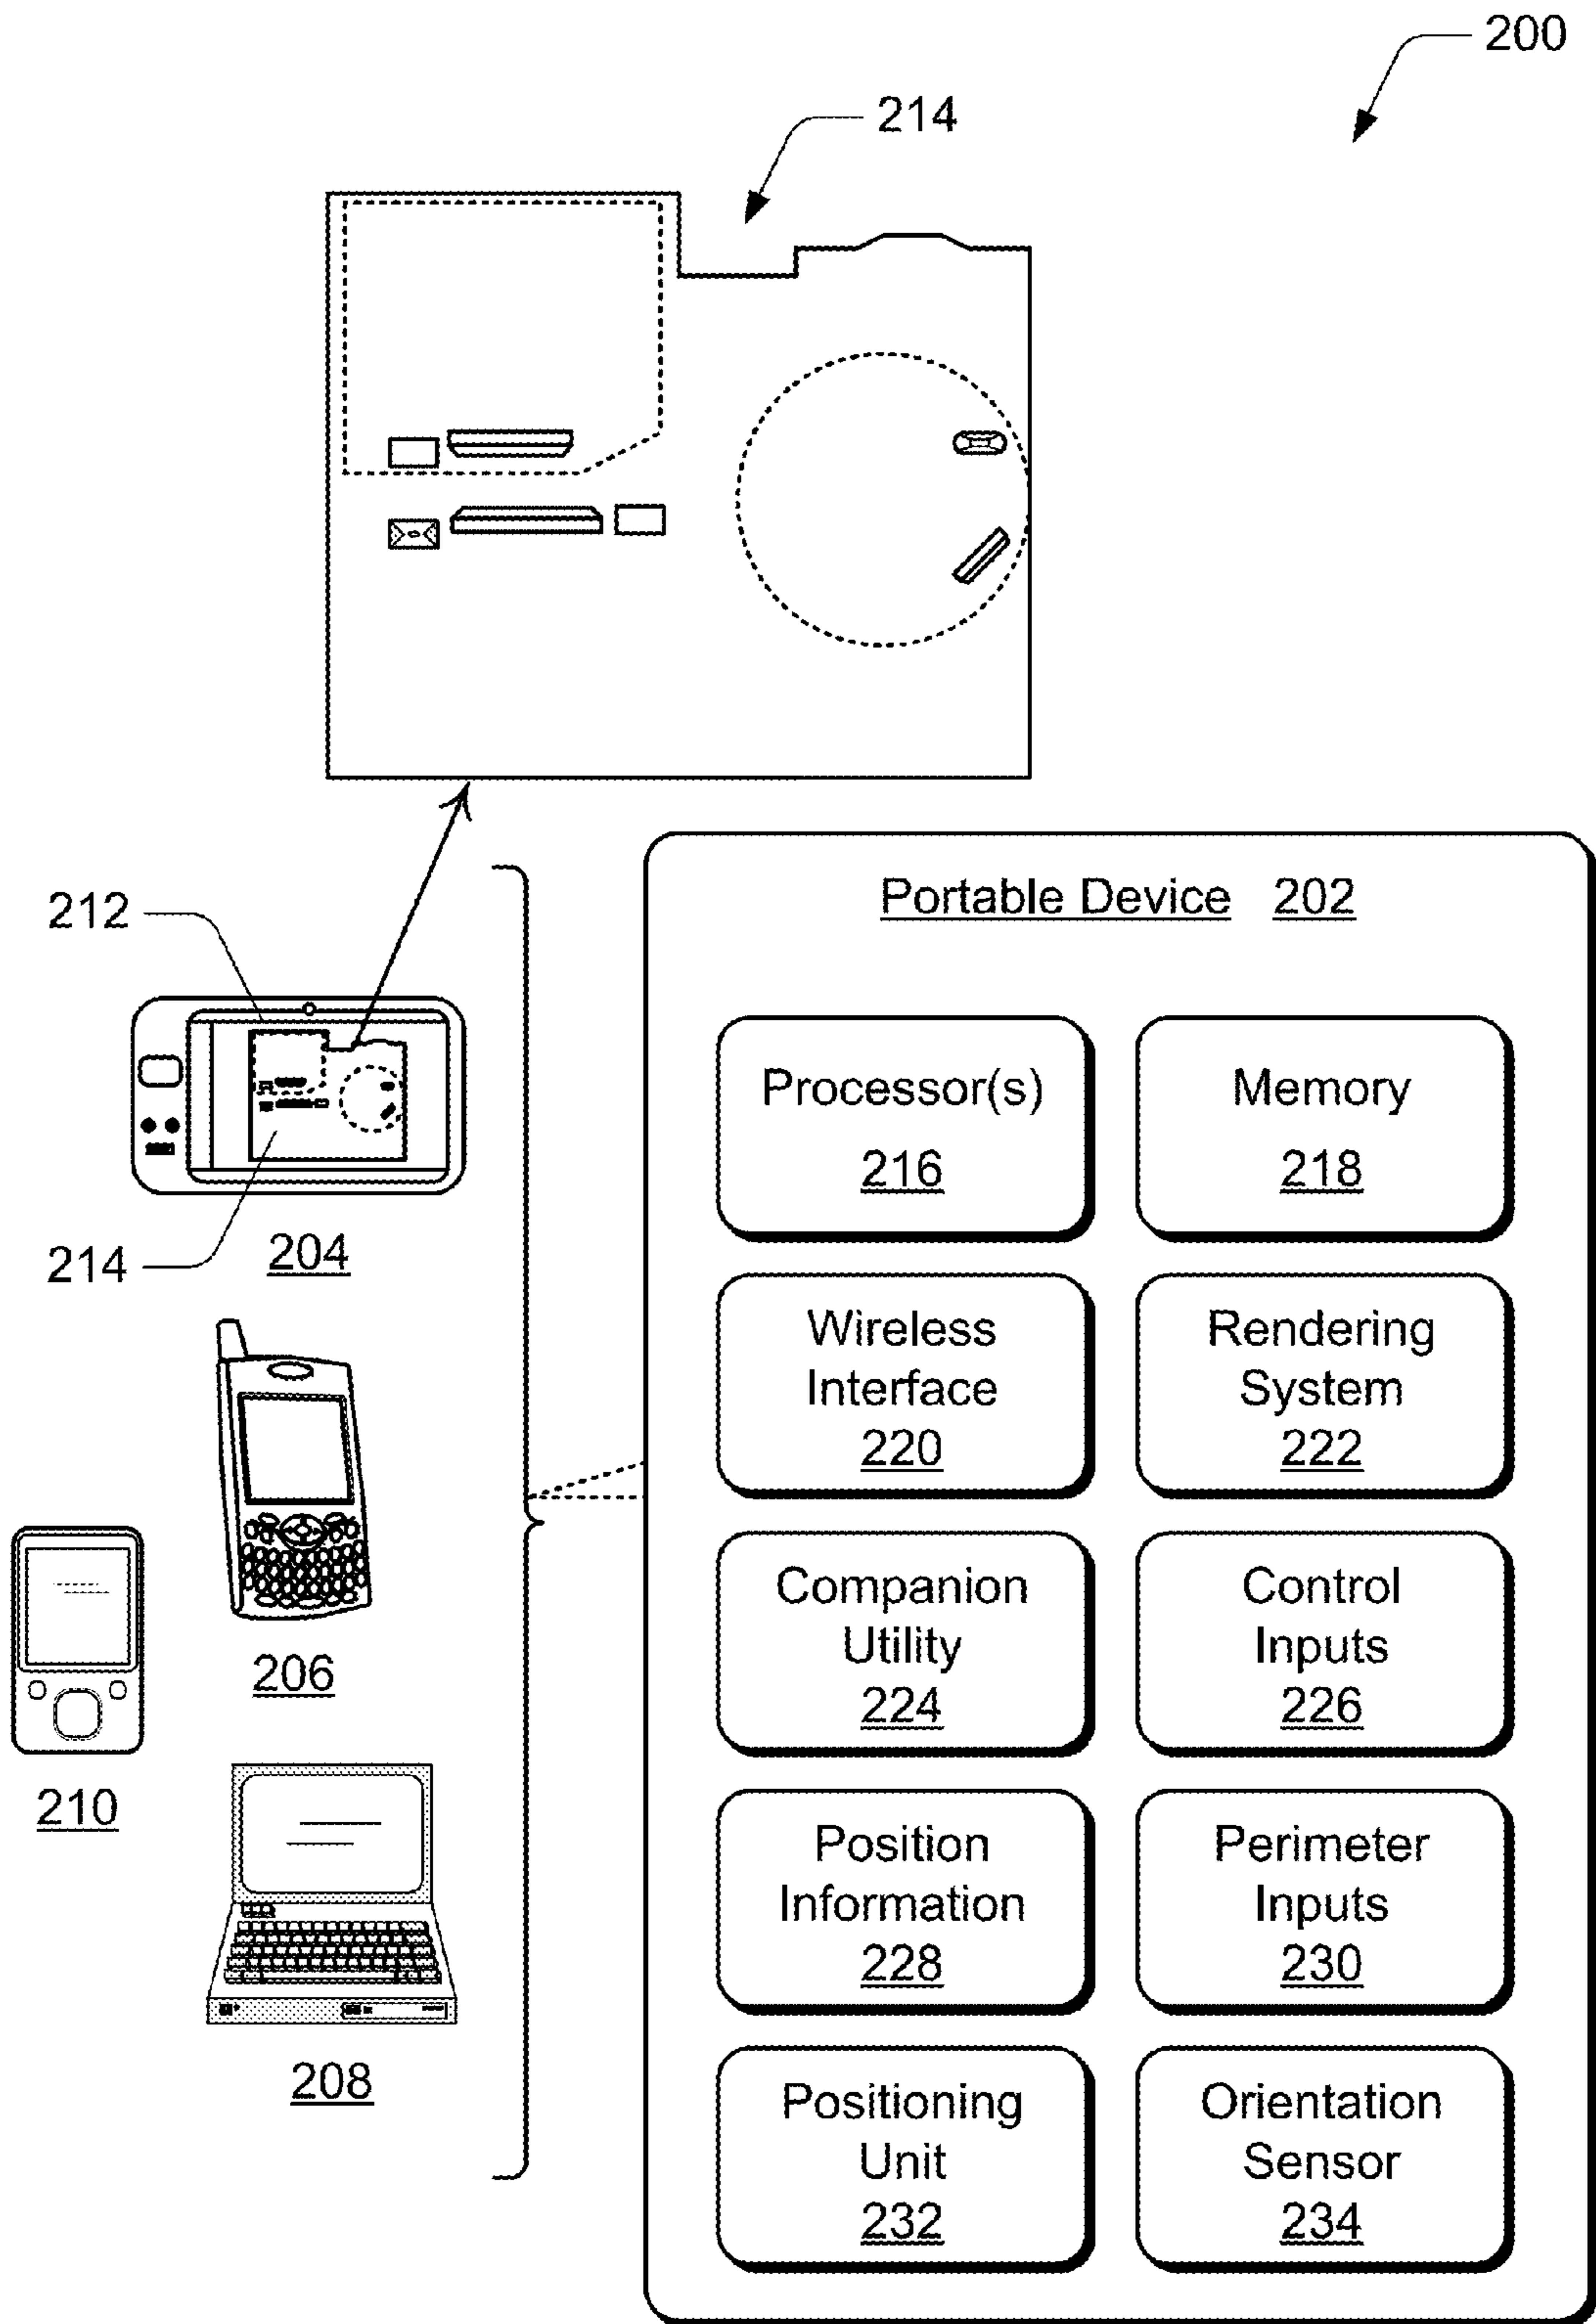 200
214
Portable Device 202
212
Processor(s)
216
Memory
218
214
204
Wireless
Interface
220
Rendering
System
222
206
Companion
Utility
224
Control
Inputs
226
210
Position
Information
228
Perimeter
Inputs
230
208
Positioning
Unit
232
Orientation
Sensor
234